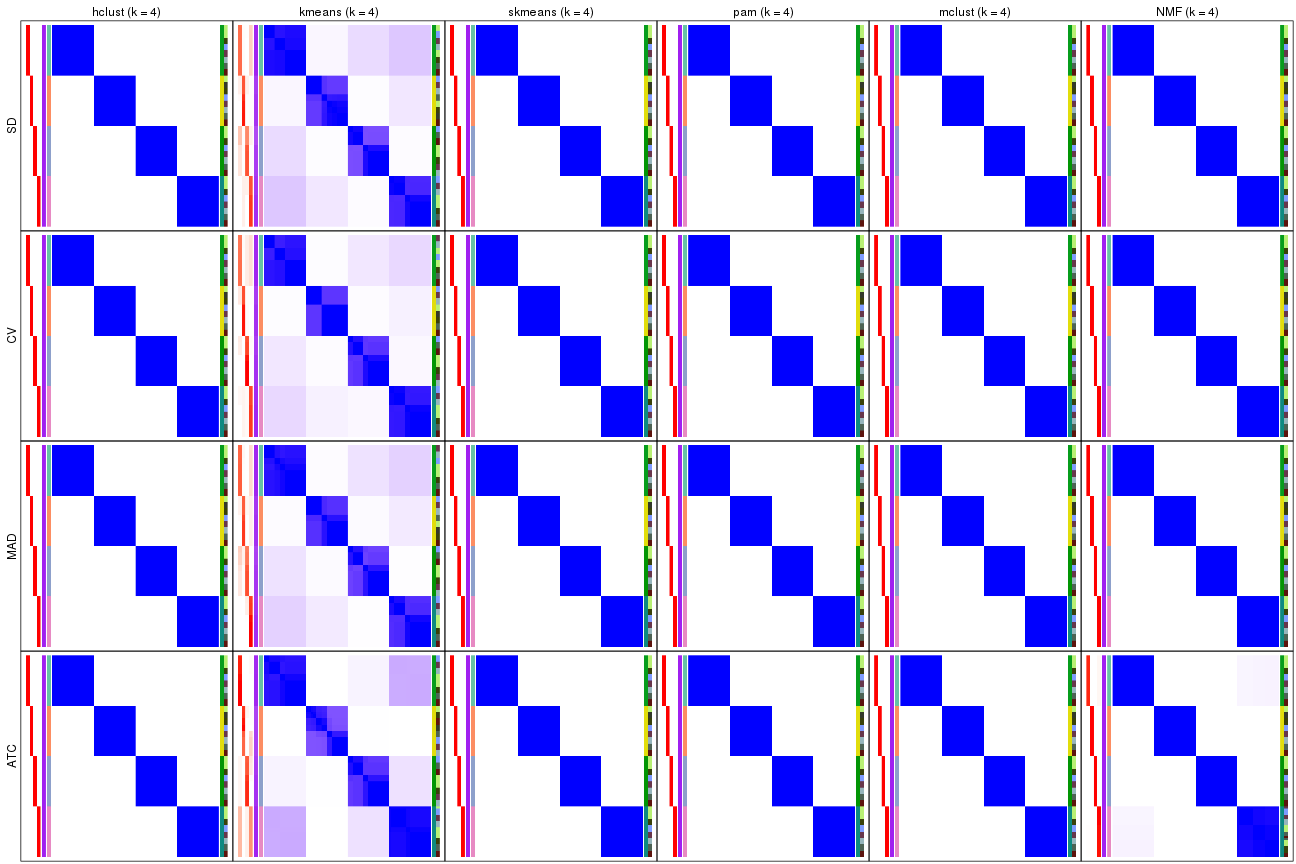 hclust (k = 4) kmeans (k = 4) skmeans (k = 4) pam (k = 4) mclust (k = 4) NMF (k = 4)
SD
CV
MAD
ATC